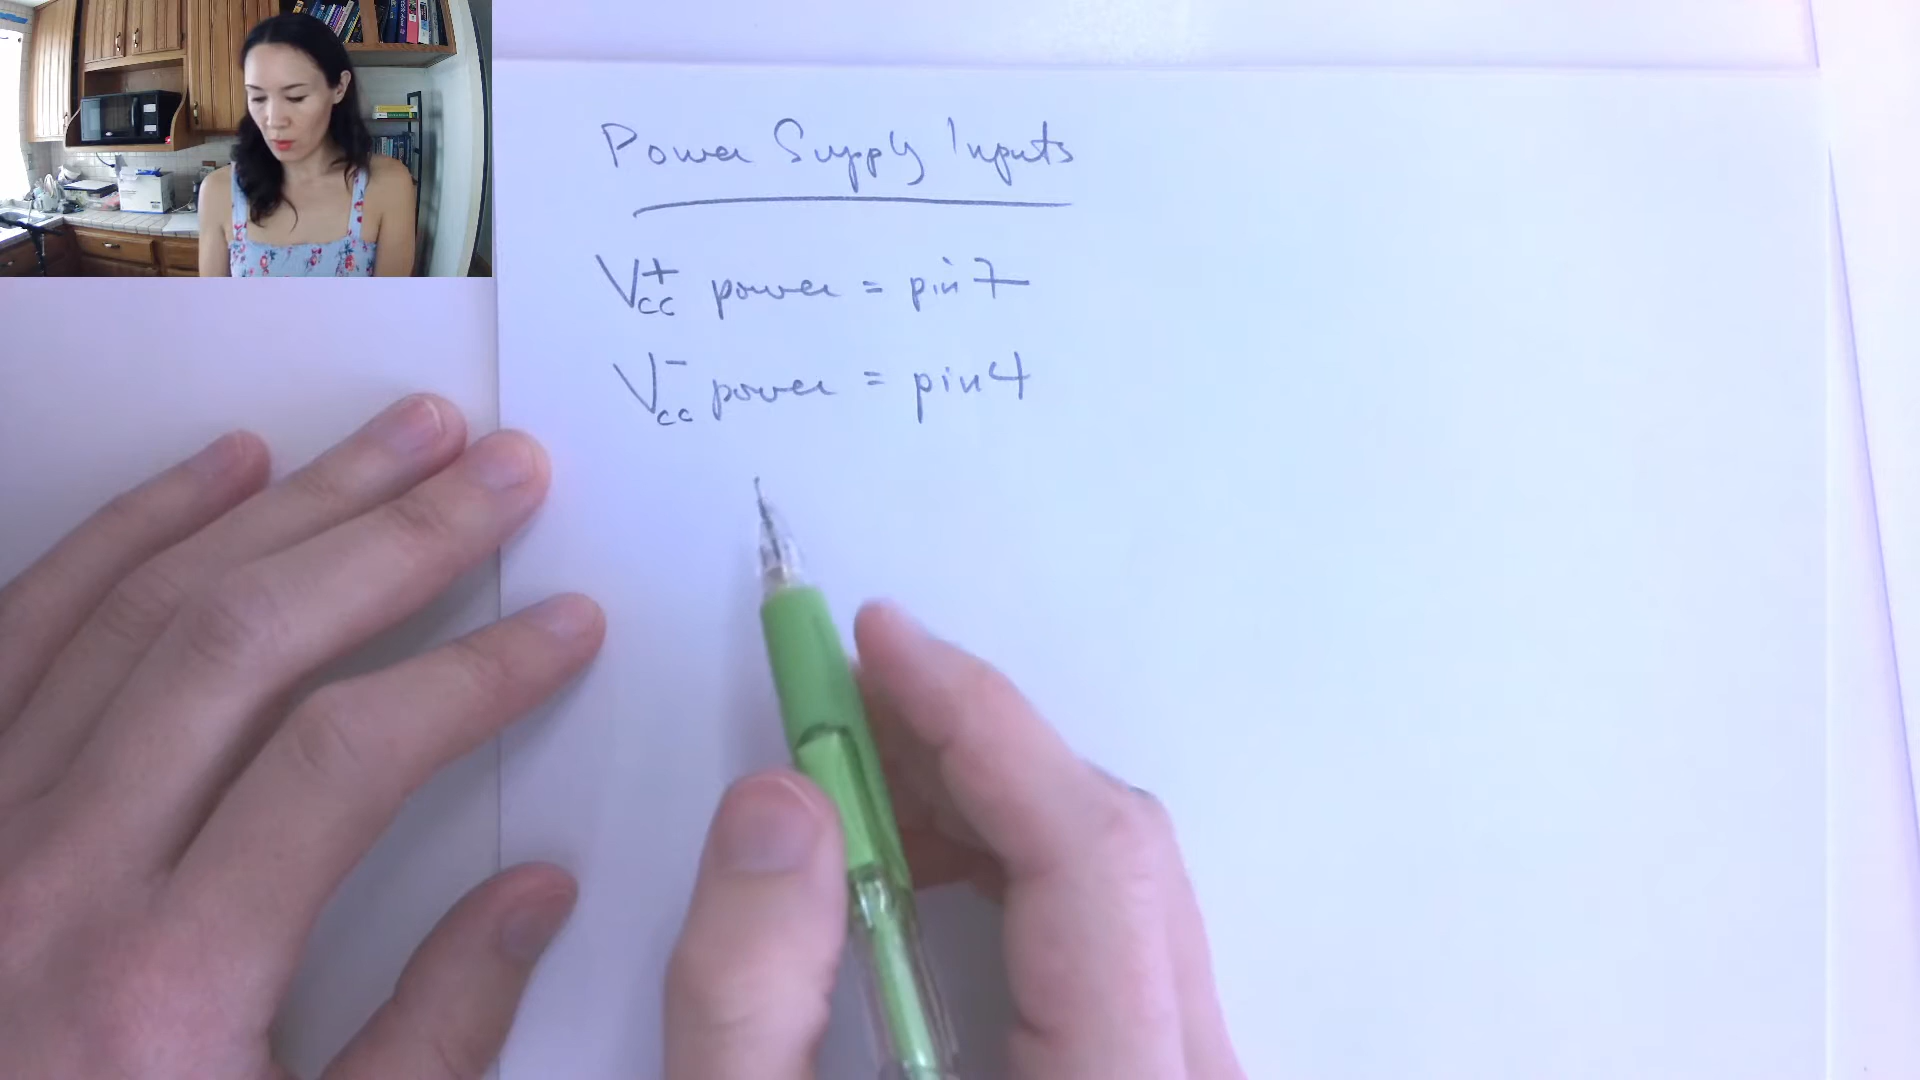 Power Supply Inputs
V⁺cc power = pin 7
V⁻cc power = pin 4